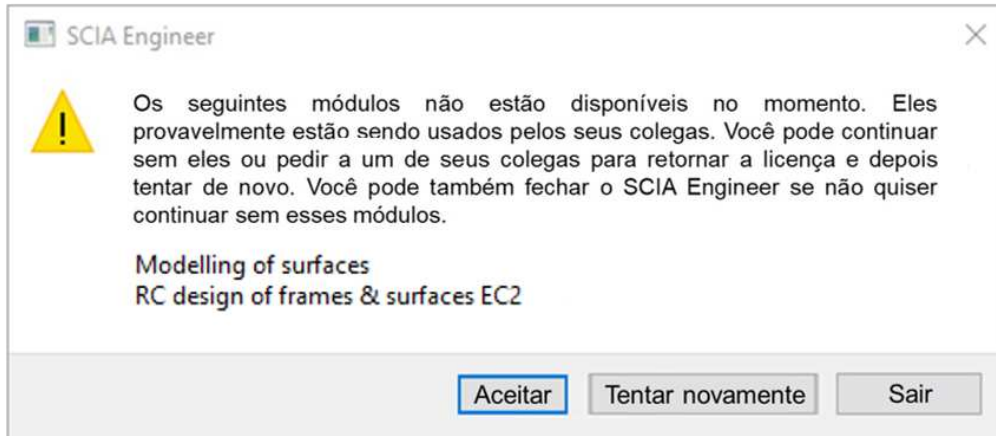 SCIA Engineer
Os seguintes módulos não estão disponíveis no momento. Eles
provavelmente estão sendo usados pelos seus colegas. Você pode continuar
sem eles ou pedir a um de seus colegas para retornar a licença e depois
tentar de novo. Você pode também fechar o SCIA Engineer se não quiser
continuar sem esses módulos.
Modelling of surfaces
RC design of frames & surfaces EC2
Aceitar Tentar novamente Sair